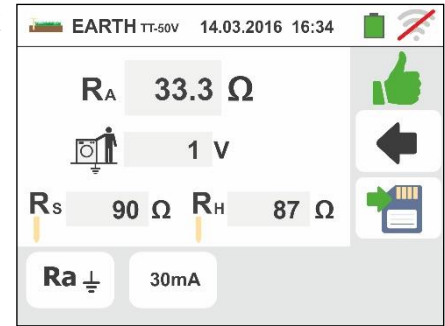 EARTH TT-50V 14.03.2016 16:34
RA 33.3 Ω
1 V
RS 90 Ω RH 87 Ω
Ra 30mA